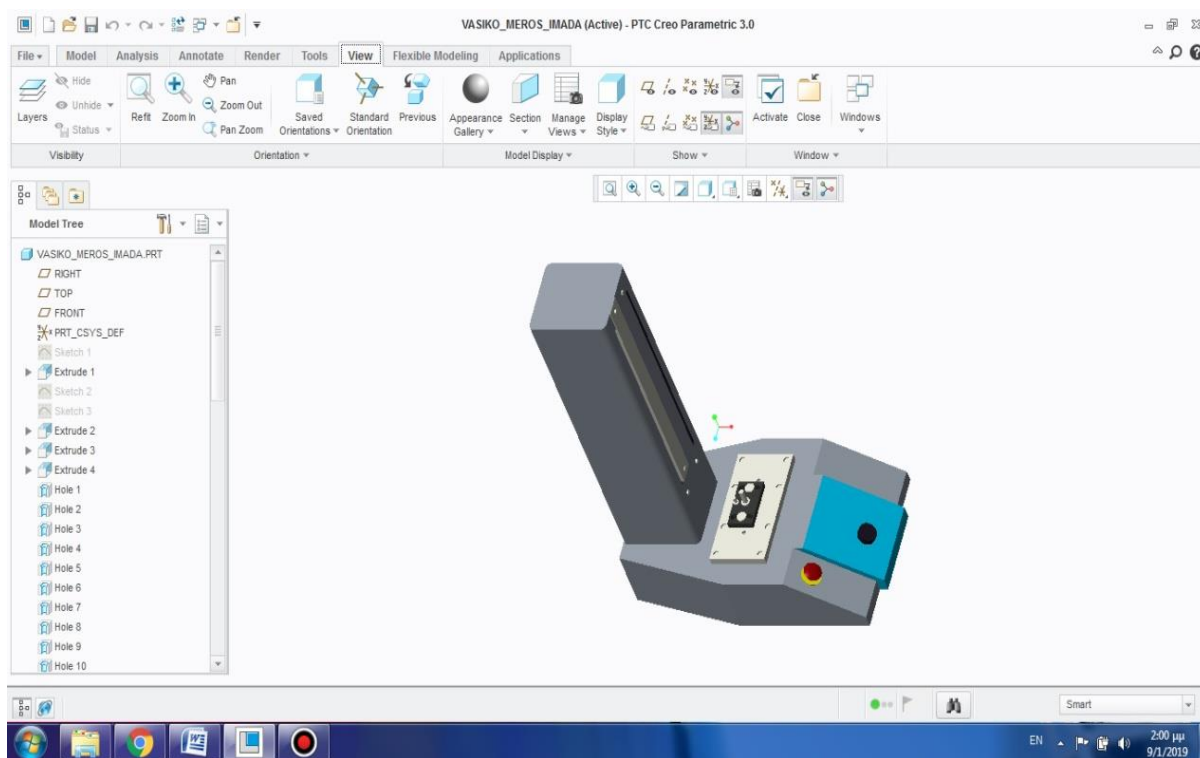 VASIKO_MEROS_IMADA (Active) - PTC Creo Parametric 3.0
File Model Analysis Annotate Render Tools View Flexible Modeling Applications
Hide
Unhide
Status
Layers
Refit
Zoom In
Pan
Zoom Out
Pan Zoom
Saved Orientations
Standard Orientation
Previous
Appearance Gallery
Section
Manage Views
Display Style
Activate
Close
Windows
Visibility Orientation Model Display Show Window
Model Tree
VASIKO_MEROS_IMADA.PRT
RIGHT
TOP
FRONT
PRT_CSYS_DEF
Sketch 1
Extrude 1
Sketch 2
Sketch 3
Extrude 2
Extrude 3
Extrude 4
Hole 1
Hole 2
Hole 3
Hole 4
Hole 5
Hole 6
Hole 7
Hole 8
Hole 9
Hole 10
Smart
EN
2:00 μμ
9/1/2019